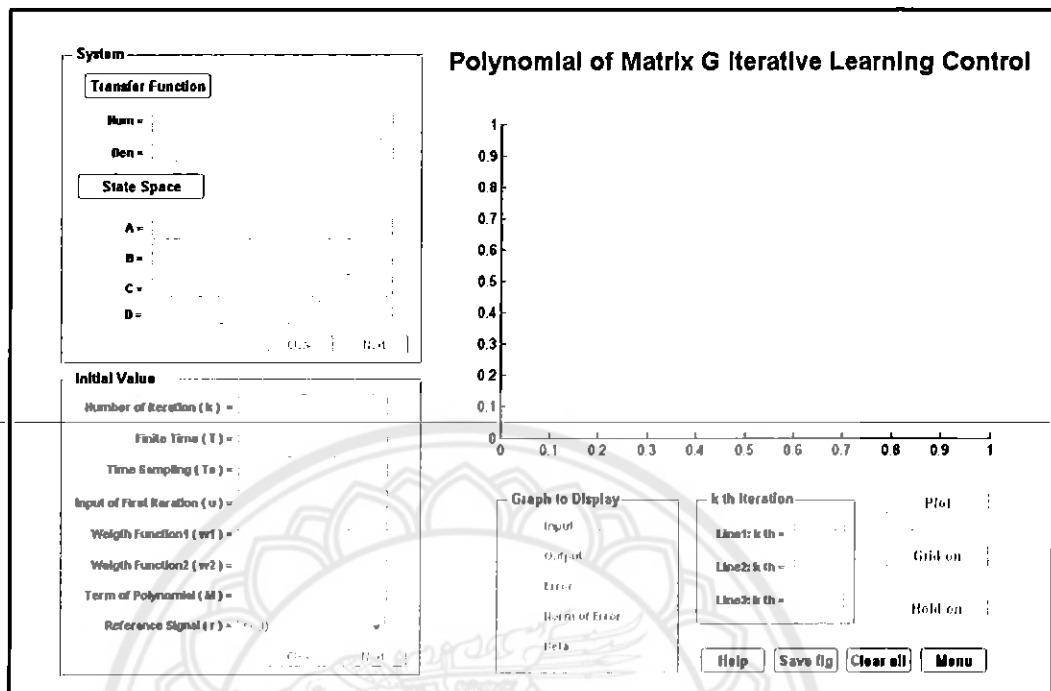 System
Transfer Function
Num =
Den =
State Space
A =
B =
C =
D =
Initial Value
Number of Iteration ( k ) =
Finite Time ( T ) =
Time Sampling ( Ts ) =
Input of First Iteration ( u ) =
Weigth Function1 ( w1 ) =
Weigth Function2 ( w2 ) =
Term of Polynomial ( M ) =
Reference Signal ( r ) =
Polynomial of Matrix G Iterative Learning Control
1
0.9
0.8
0.7
0.6
0.5
0.4
0.3
0.2
0.1
0
0 0.1 0.2 0.3 0.4 0.5 0.6 0.7 0.8 0.9 1
Graph to Display
Input
Output
Error
Norm of Error
Beta
k th Iteration
Line1: k th =
Line2: k th =
Line3: k th =
Plot
Grid on
Hold on
Help
Save fig
Clear all
Menu